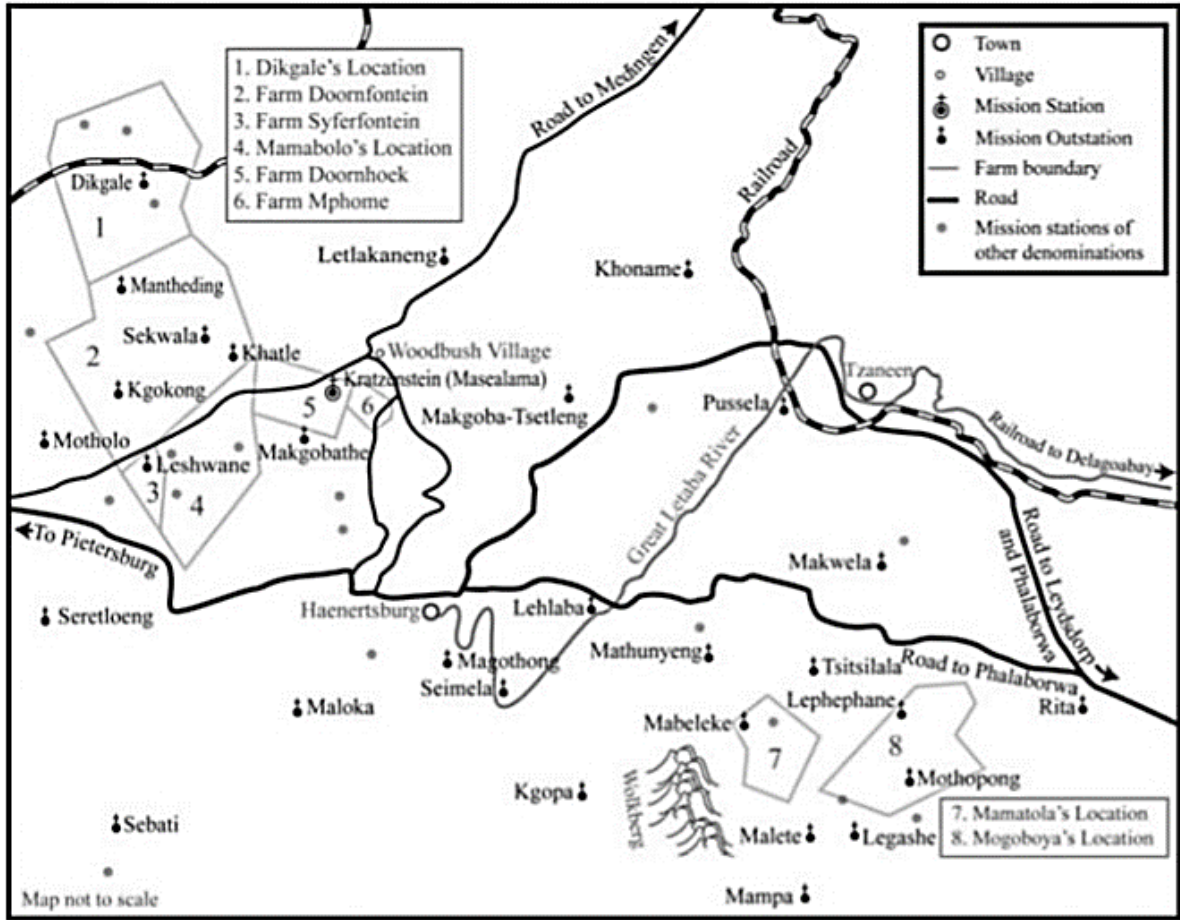 Town
Village
Mission Station
Mission Outstation
Farm boundary
Road
Mission stations of
other denominations
1. Dikgale's Location
2. Farm Doornfontein
3. Farm Syferfontein
4. Mamabolo's Location
5. Farm Doornhoek
6. Farm Mphome
Road to Medingen
Railroad
Dikgale
1
Letlakaneng
Khoname
Mantheding
Sekwala
Khatle
2
Woodbush Village
Kratzenstein (Masealama)
Tzaneen
Kgokong
5
6
Makgoba-Tsetleng
Pussela
Motholo
Makgobathe
Leshwane
Railroad to Delagoabay
3
4
Great Letaba River
To Pietersburg
Road to Leydsdorp
and Phalaborwa
Makwela
Seretloeng
Haenertsburg
Lehlaba
Mathunyeng
Magothong
Tsitsilala
Road to Phalaborwa
Seimela
Maloka
Lephephane
Rita
Mabeleke
7
8
Mothopong
Kgopa
Wolkberg
7. Mamatola's Location
8. Mogoboya's Location
Sebati
Malete
Legashe
Mampa
Map not to scale